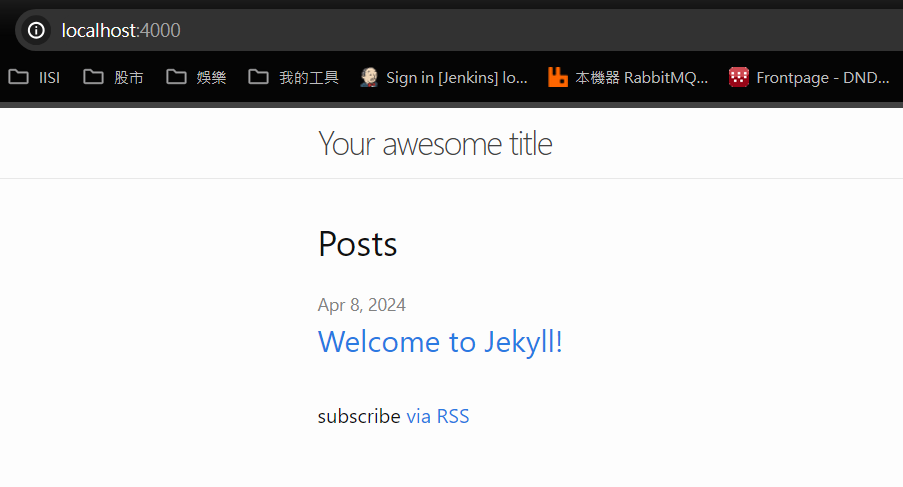 localhost:4000
IISI 股市 娛樂 我的工具 Sign in [Jenkins] lo... 本機器 RabbitMQ... Frontpage - DND...
Your awesome title
Posts
Apr 8, 2024
Welcome to Jekyll!
subscribe via RSS